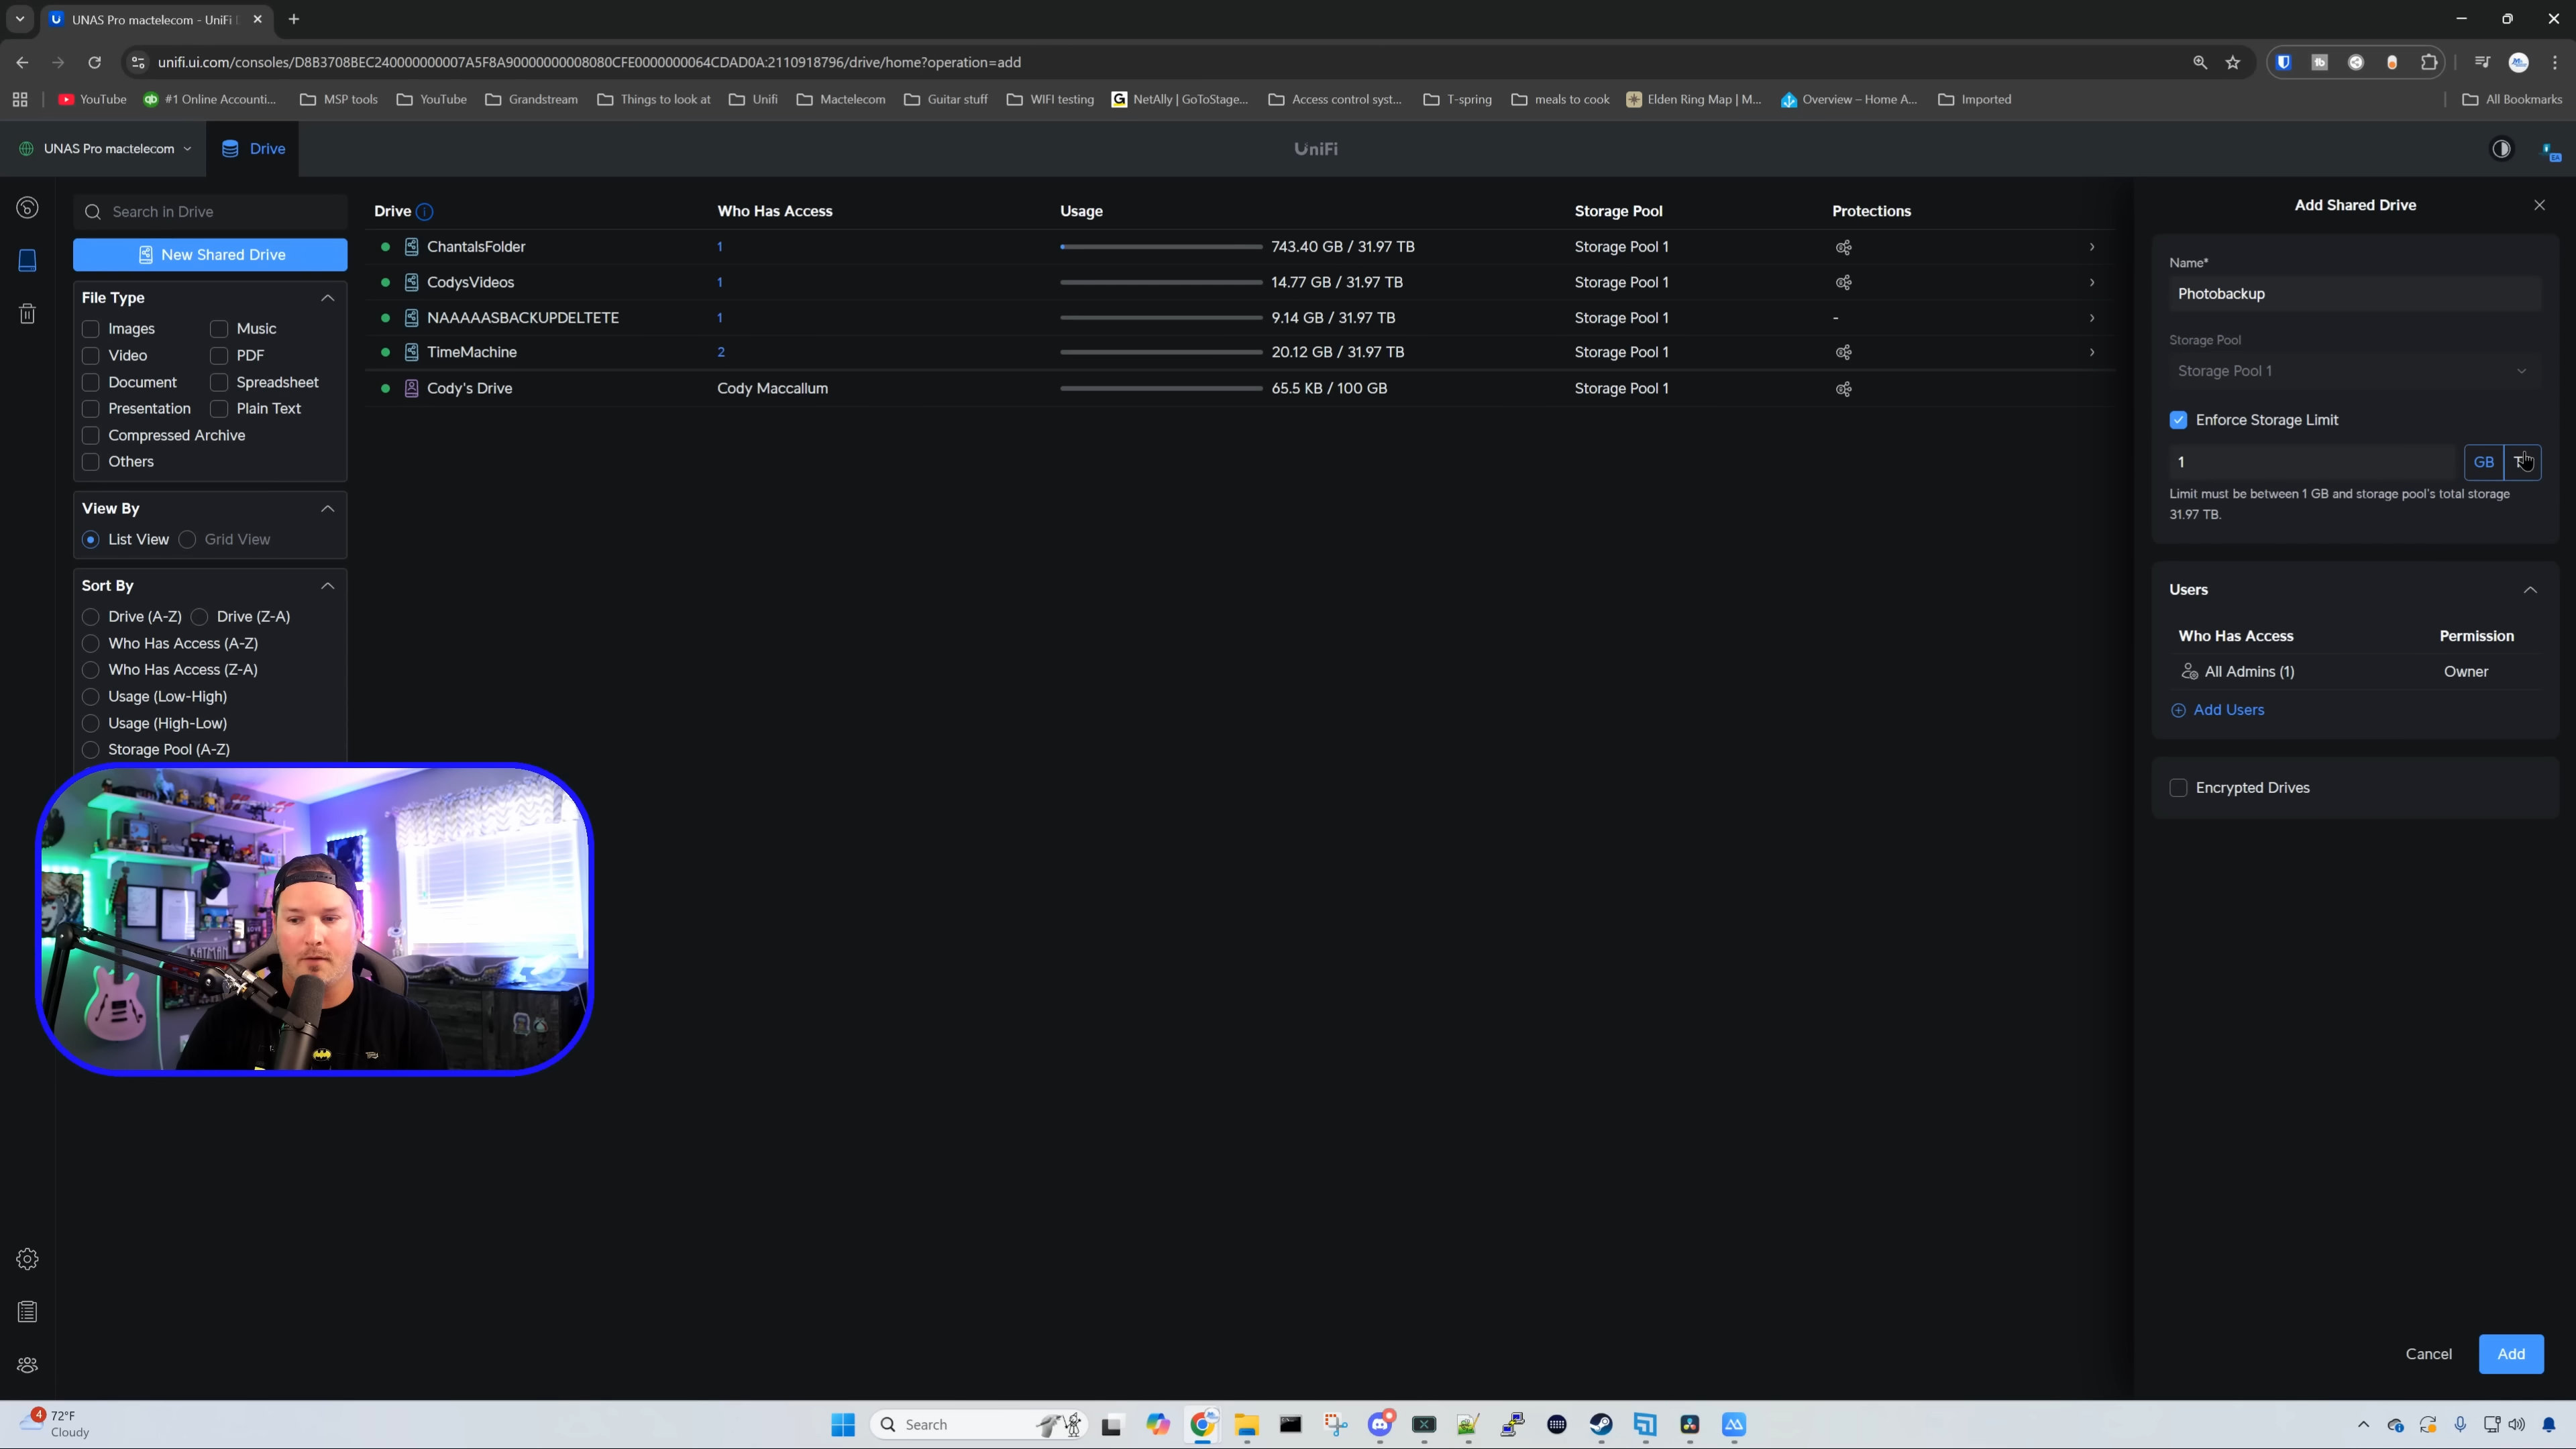 UNAS Pro mactelecom - UniFi
unifi.ui.com/consoles/D8B3708BEC240000000007A5F8A90000000008080CFE0000000064CDAD0A:2110918796/drive/home?operation=add
YouTube #1 Online Accounti... MSP tools YouTube Grandstream Things to look at Unifi Mactelecom Guitar stuff WIFI testing NetAlly | GoToStage... Access control syst... T-spring meals to cook Elden Ring Map | M... Overview – Home A... Imported All Bookmarks
UNAS Pro mactelecom Drive UniFi EA
Search in Drive
New Shared Drive
File Type
Images Music
Video PDF
Document Spreadsheet
Presentation Plain Text
Compressed Archive
Others
View By
List View Grid View
Sort By
Drive (A-Z) Drive (Z-A)
Who Has Access (A-Z)
Who Has Access (Z-A)
Usage (Low-High)
Usage (High-Low)
Storage Pool (A-Z)
Drive Who Has Access Usage Storage Pool Protections
ChantalsFolder 1 743.40 GB / 31.97 TB Storage Pool 1
CodysVideos 1 14.77 GB / 31.97 TB Storage Pool 1
NAAAAASBACKUPDELTETE 1 9.14 GB / 31.97 TB Storage Pool 1 -
TimeMachine 2 20.12 GB / 31.97 TB Storage Pool 1
Cody's Drive Cody Maccallum 65.5 KB / 100 GB Storage Pool 1
Add Shared Drive
Name*
Photobackup
Storage Pool
Storage Pool 1
Enforce Storage Limit
1 GB
Limit must be between 1 GB and storage pool's total storage
31.97 TB.
Users
Who Has Access Permission
All Admins (1) Owner
Add Users
Encrypted Drives
Cancel Add
BATMAN
4 72°F
Cloudy
Search